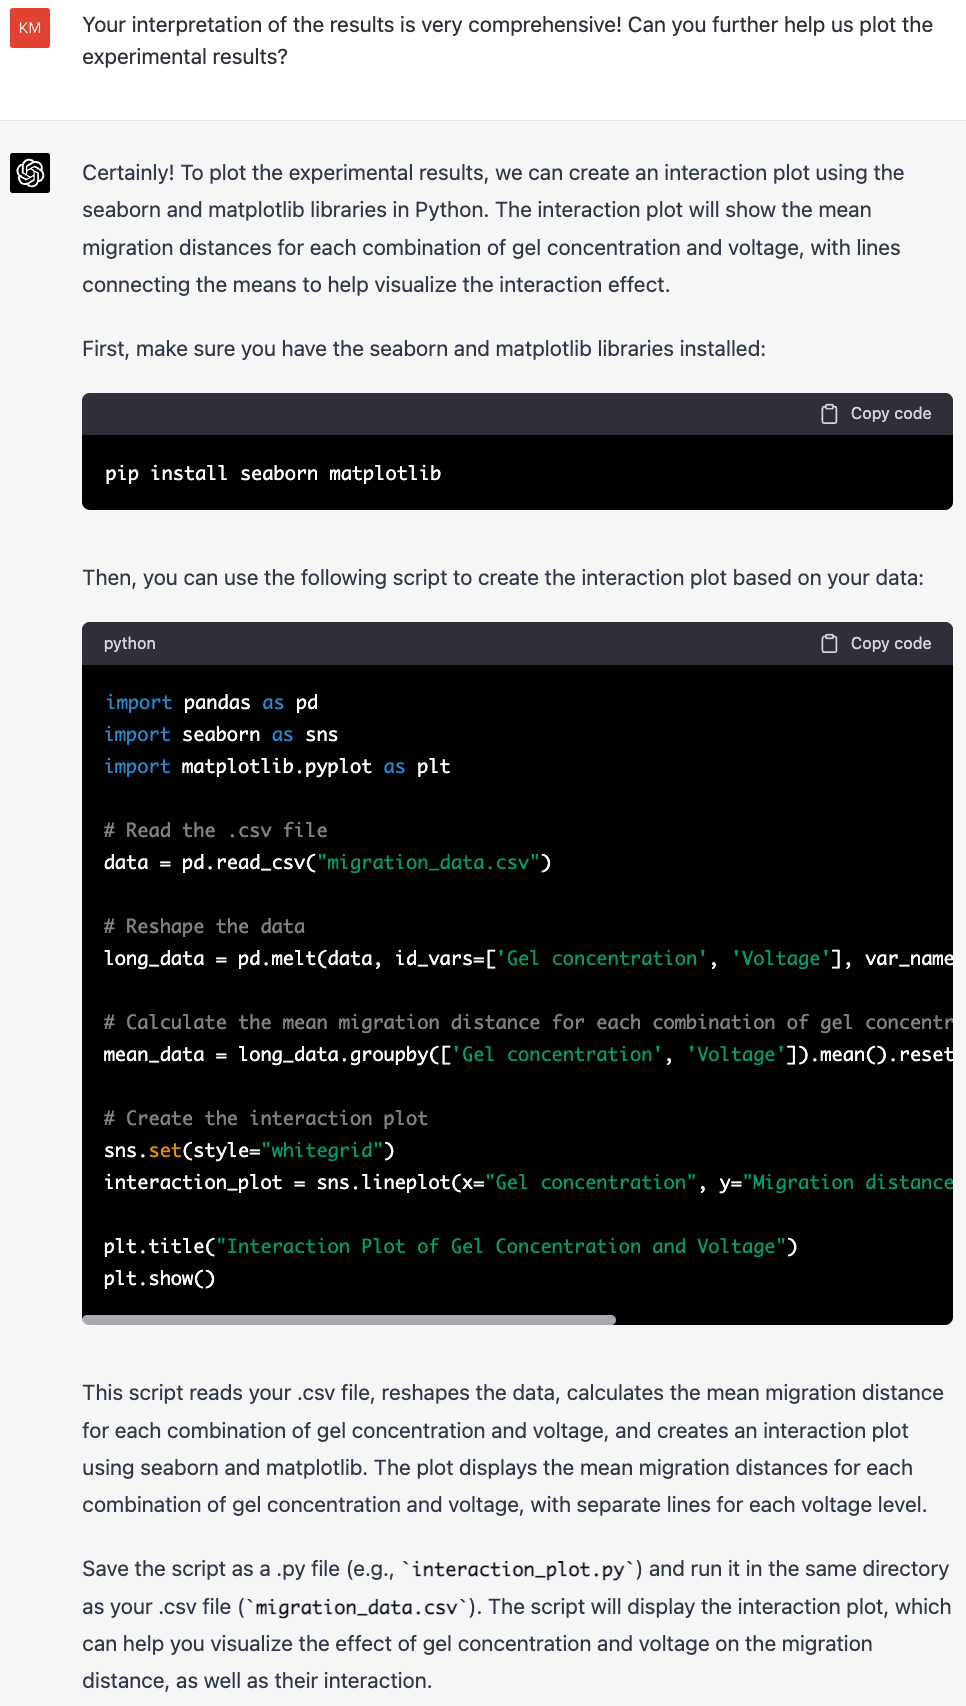 KM
Your interpretation of the results is very comprehensive! Can you further help us plot the
experimental results?
Certainly! To plot the experimental results, we can create an interaction plot using the
seaborn and matplotlib libraries in Python. The interaction plot will show the mean
migration distances for each combination of gel concentration and voltage, with lines
connecting the means to help visualize the interaction effect.
First, make sure you have the seaborn and matplotlib libraries installed:
Copy code
pip install seaborn matplotlib
Then, you can use the following script to create the interaction plot based on your data:
python Copy code
import pandas as pd
import seaborn as sns
import matplotlib.pyplot as plt
# Read the .csv file
data = pd.read_csv("migration_data.csv")
# Reshape the data
long_data = pd.melt(data, id_vars=['Gel concentration', 'Voltage'], var_name
# Calculate the mean migration distance for each combination of gel concentr
mean_data = long_data.groupby(['Gel concentration', 'Voltage']).mean().reset
# Create the interaction plot
sns.set(style="whitegrid")
interaction_plot = sns.lineplot(x="Gel concentration", y="Migration distance
plt.title("Interaction Plot of Gel Concentration and Voltage")
plt.show()
This script reads your .csv file, reshapes the data, calculates the mean migration distance
for each combination of gel concentration and voltage, and creates an interaction plot
using seaborn and matplotlib. The plot displays the mean migration distances for each
combination of gel concentration and voltage, with separate lines for each voltage level.
Save the script as a .py file (e.g., `interaction_plot.py`) and run it in the same directory
as your .csv file (`migration_data.csv`). The script will display the interaction plot, which
can help you visualize the effect of gel concentration and voltage on the migration
distance, as well as their interaction.